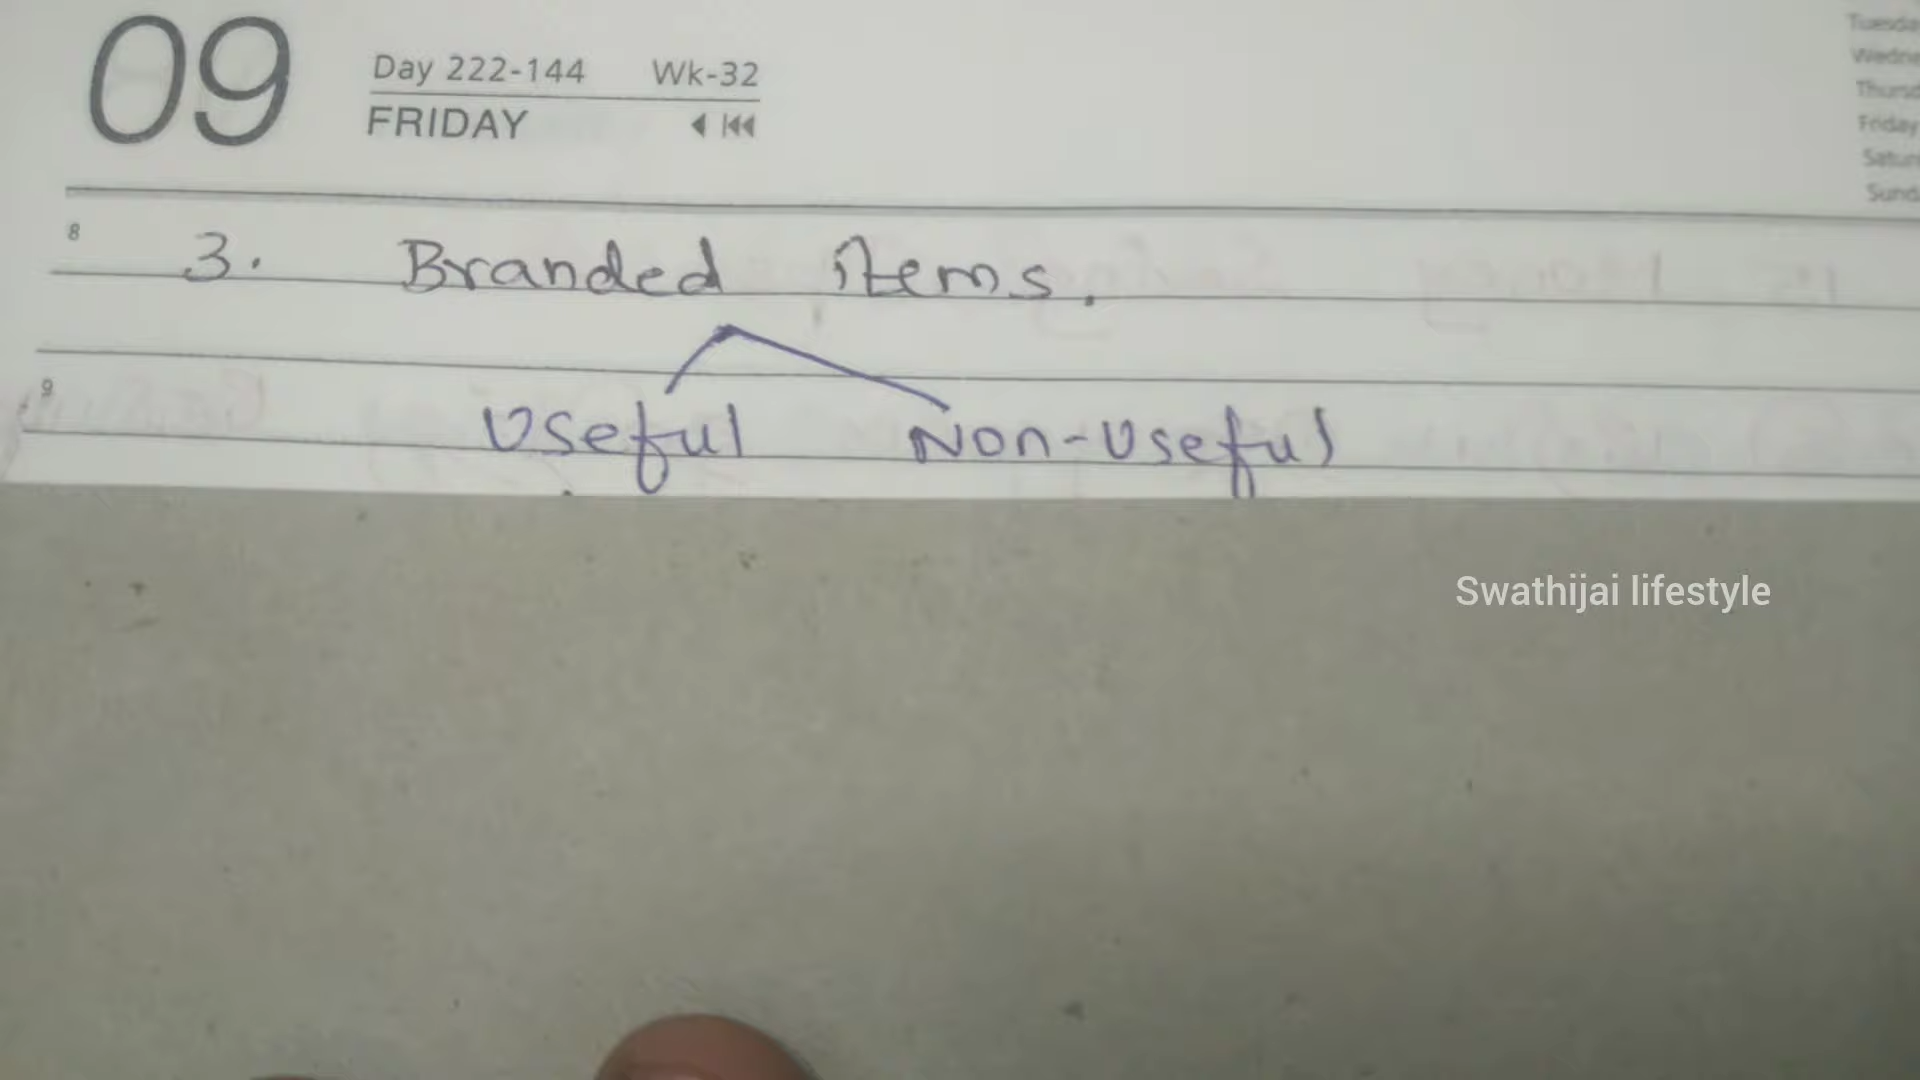 09
Day 222-144 Wk-32
FRIDAY
8
3. Branded items.
9
Useful Non-Useful
Swathijai lifestyle